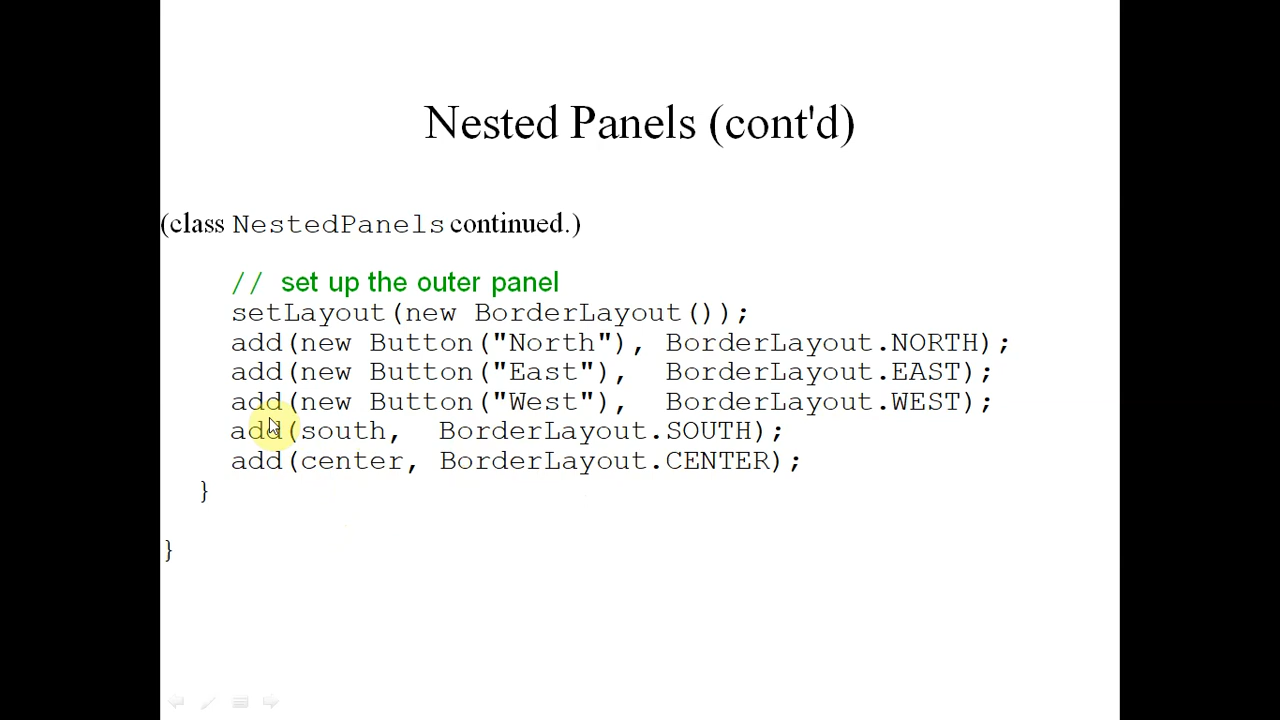 Nested Panels (cont'd)
(class NestedPanels continued.)
// set up the outer panel
setLayout(new BorderLayout());
add(new Button("North"), BorderLayout.NORTH);
add(new Button("East"), BorderLayout.EAST);
add(new Button("West"), BorderLayout.WEST);
add(south, BorderLayout.SOUTH);
add(center, BorderLayout.CENTER);
}
}